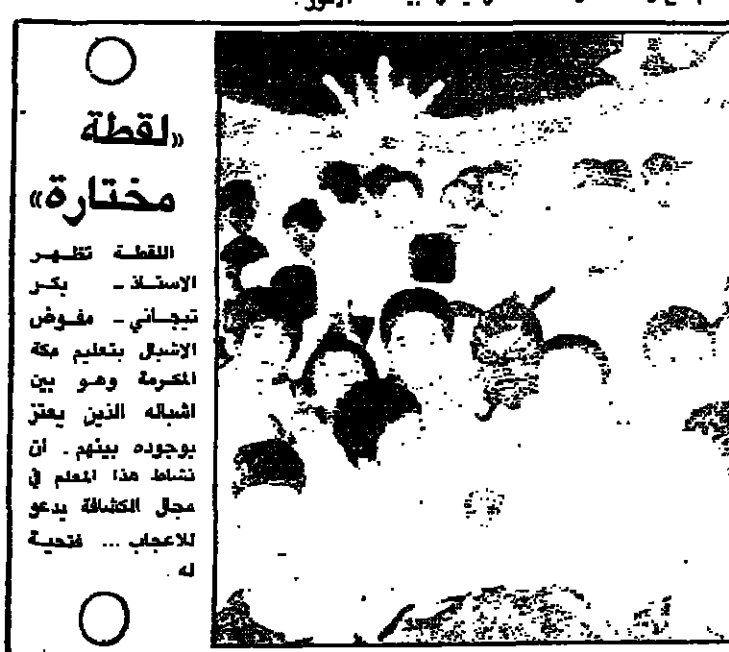 الأمور .
«لقطة
مختارة»
اللقطة تظهر
الاستاذ - بكر
تيجاني - مفوض
الاشبال بتعليم مكة
المكرمة وهو بين
اشباله الذين يعتز
بوجوده بينهم . ان
نشاط هذا المعلم في
مجال الكشافة يدعو
للاعجاب ... فتحية
له .